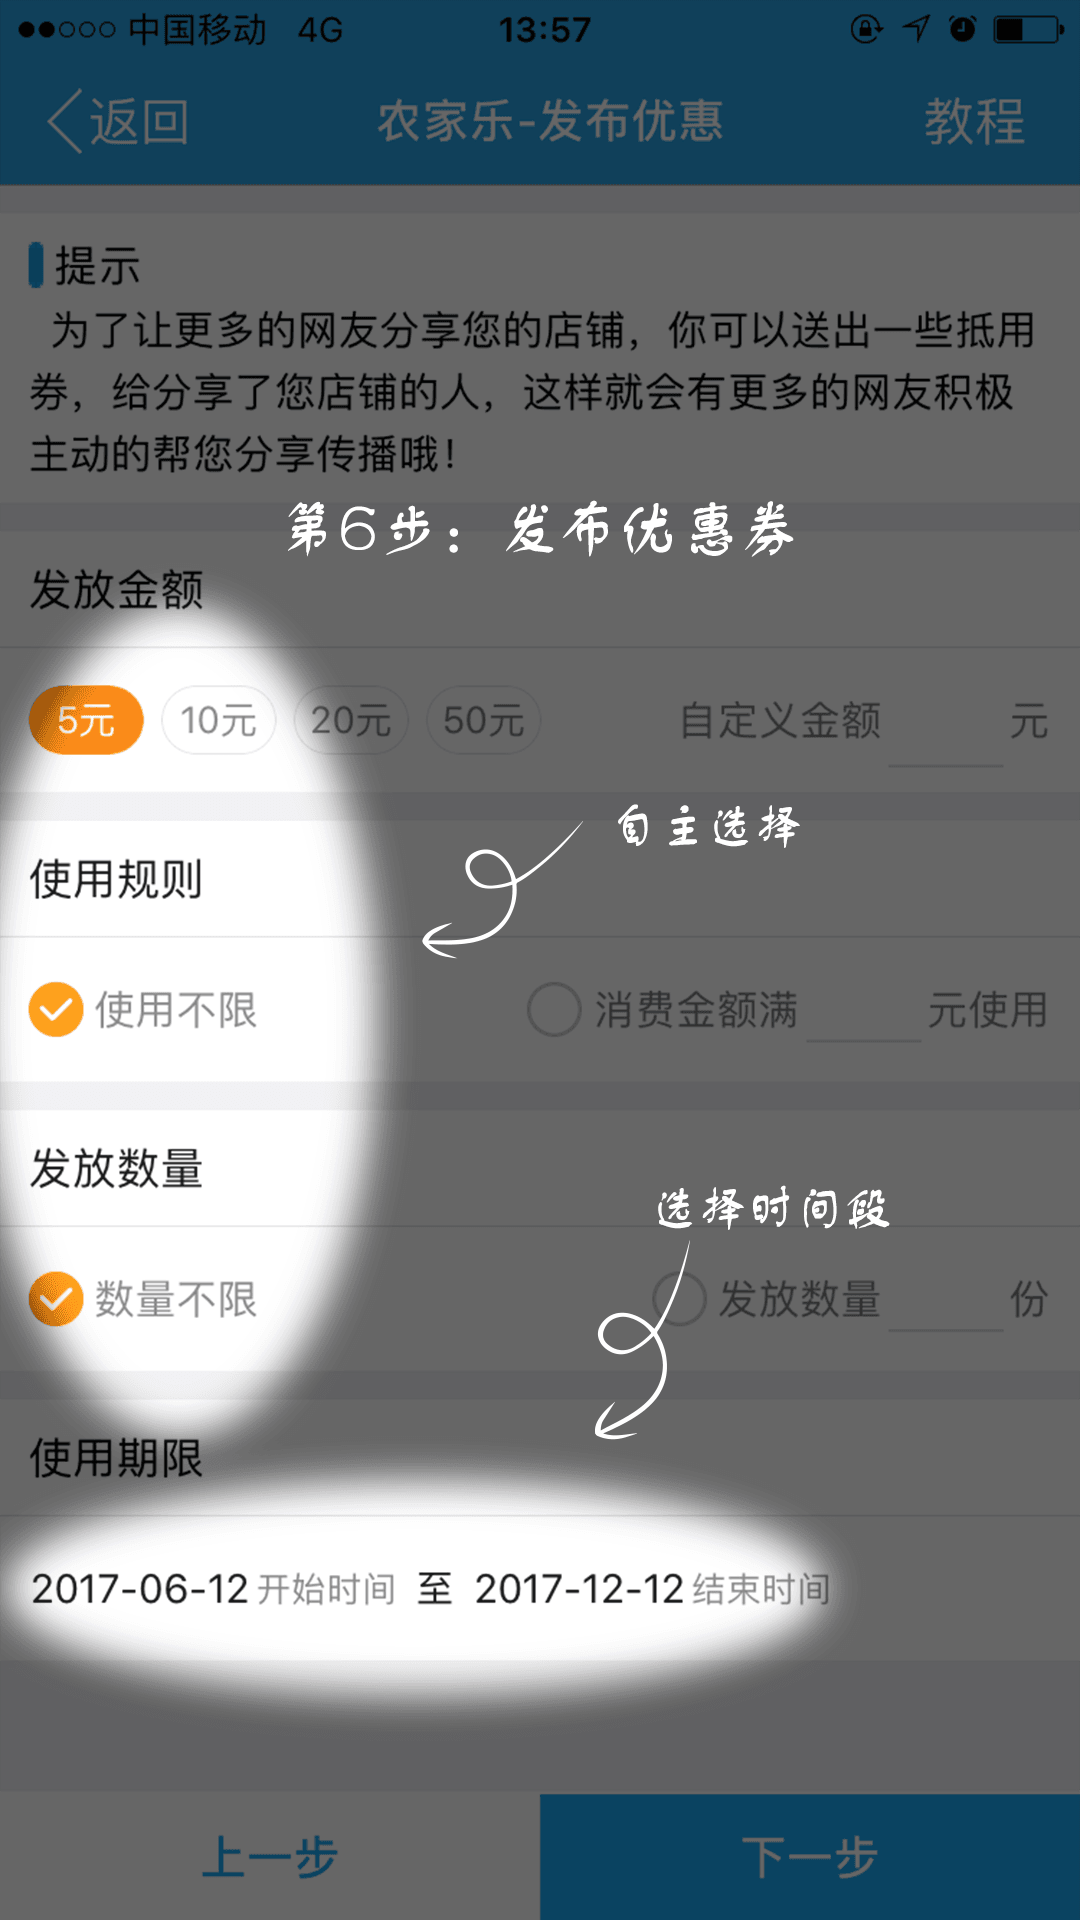 中国移动 4G 13:57
返回 农家乐-发布优惠 教程
提示
为了让更多的网友分享您的店铺，你可以送出一些抵用
券，给分享了您店铺的人，这样就会有更多的网友积极
主动的帮您分享传播哦！
第6步：发布优惠券
发放金额
5元 10元 20元 50元 自定义金额 元
自主选择
使用规则
使用不限 消费金额满 元使用
发放数量
选择时间段
数量不限 发放数量 份
使用期限
2017-06-12开始时间 至 2017-12-12结束时间
上一步 下一步